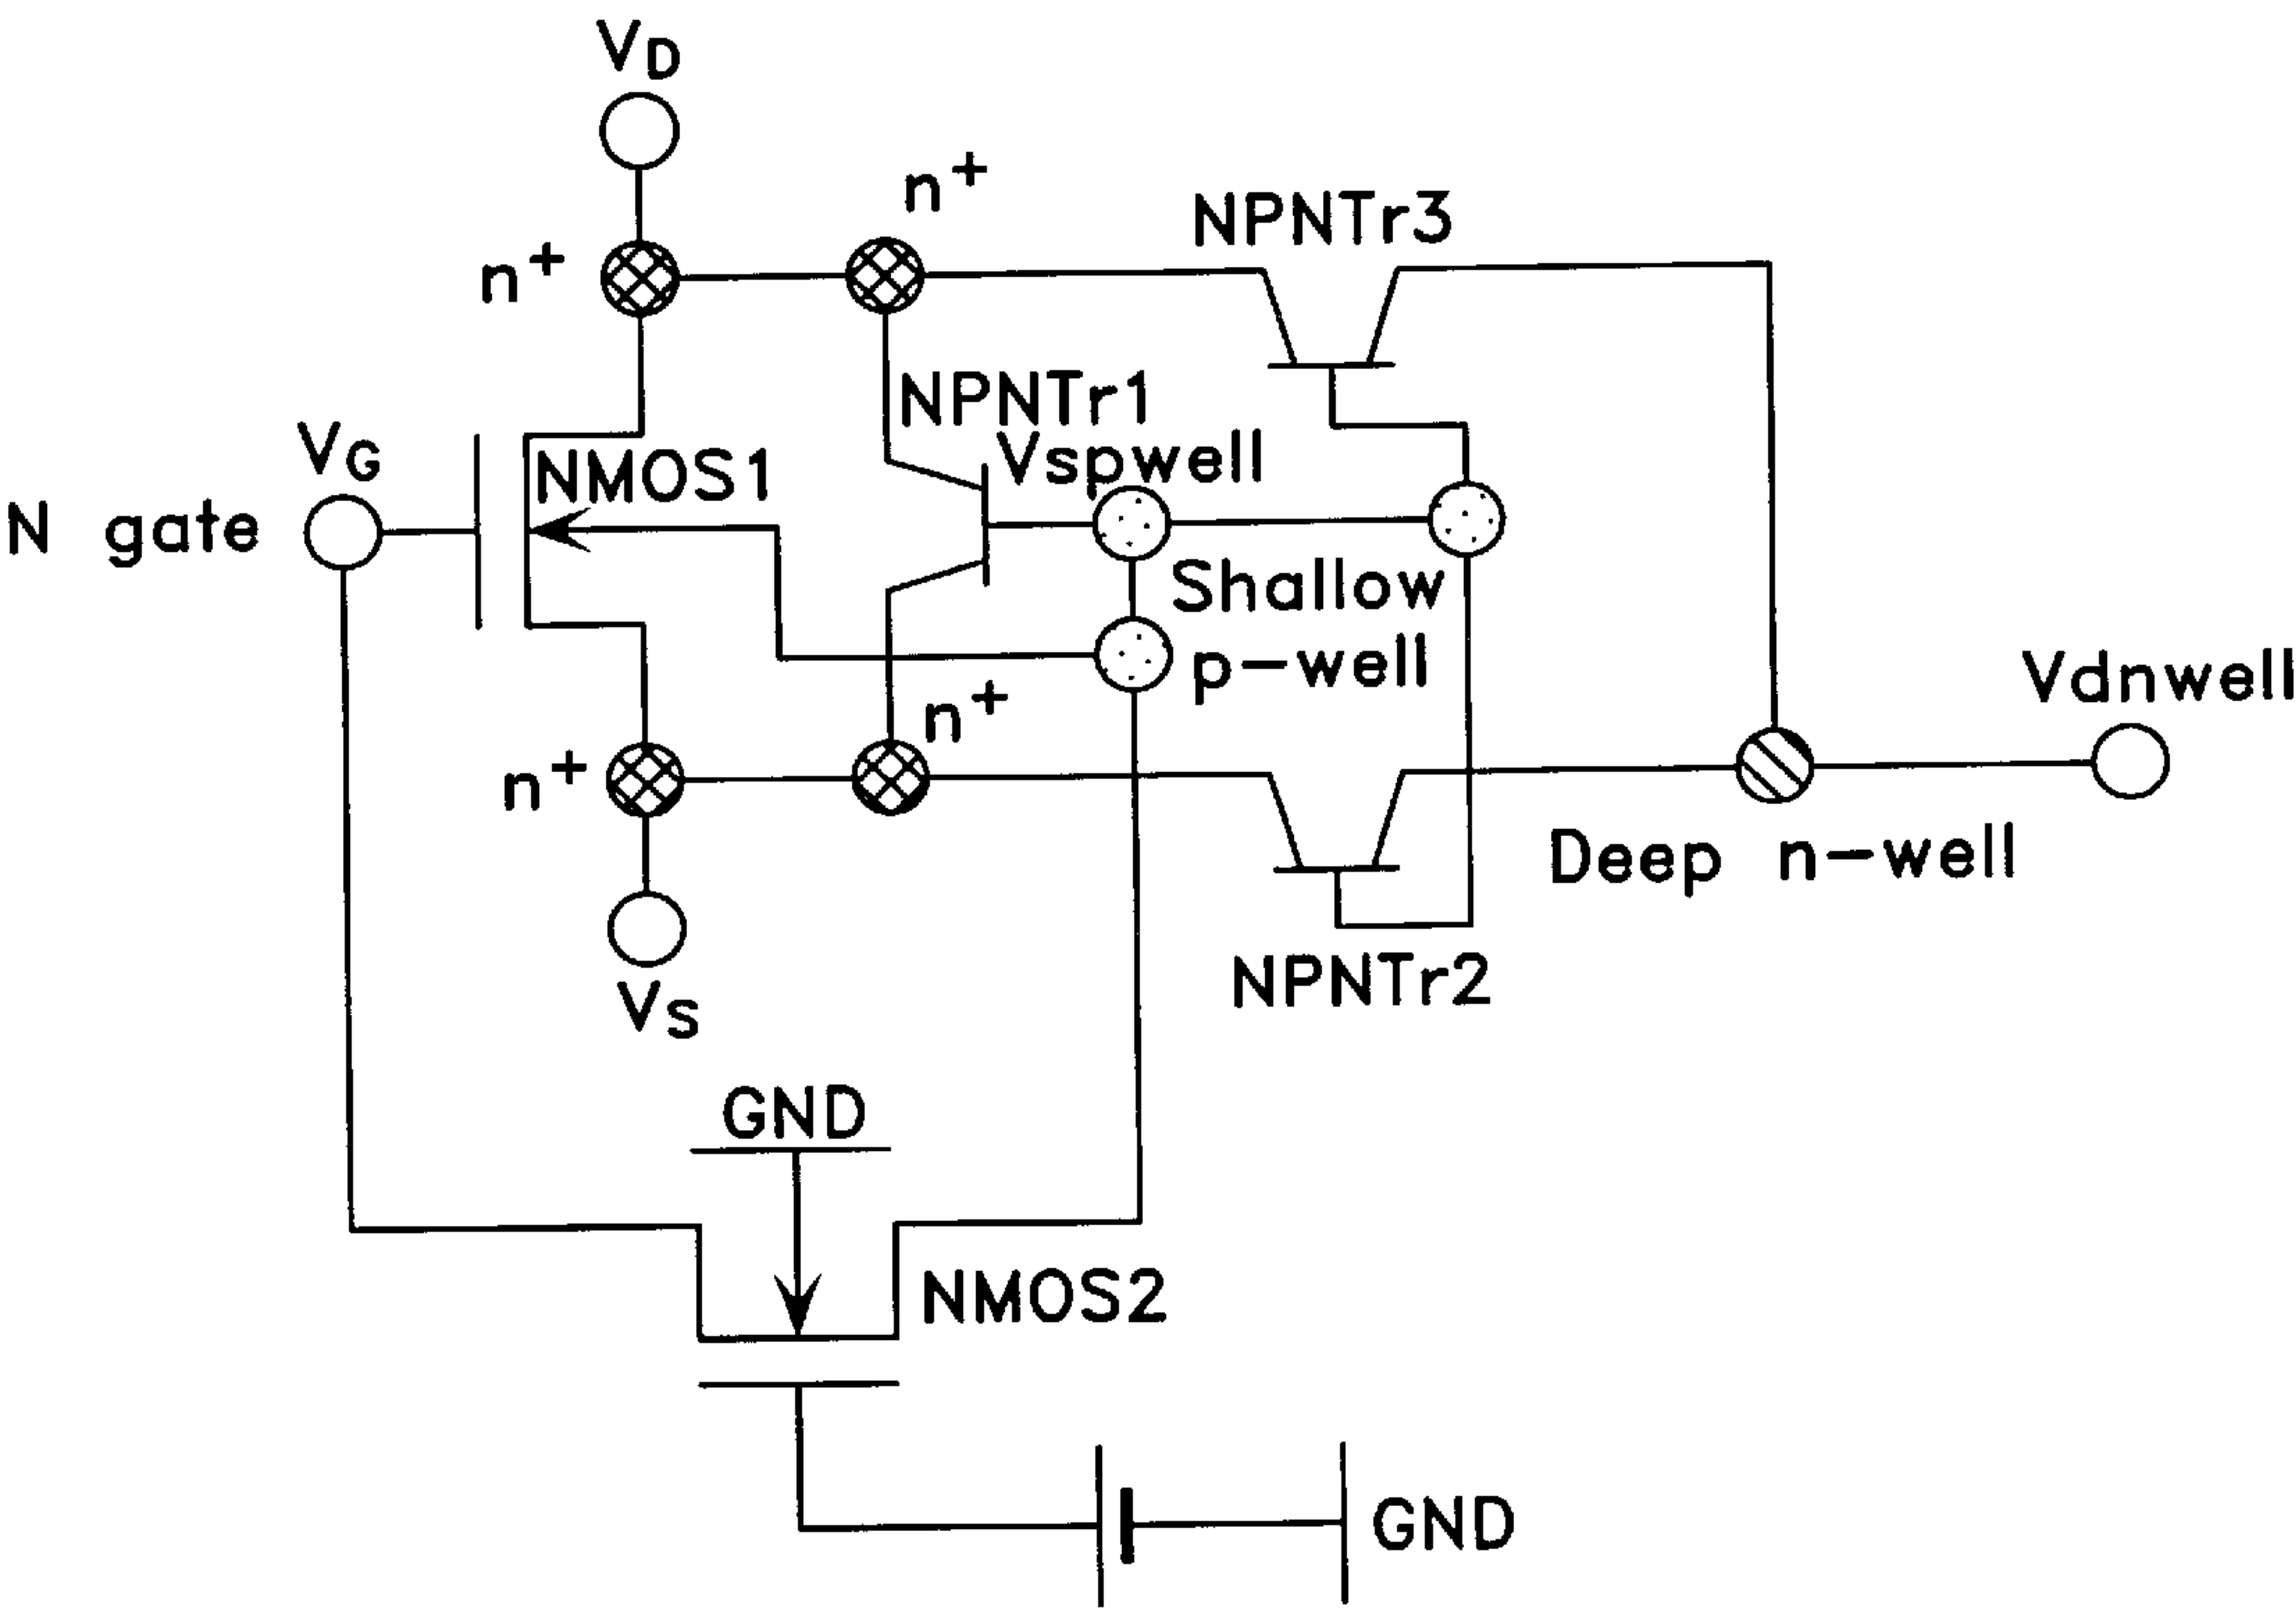 VD
n+
NPNTr3
n+
NPNTr1
VG
Vspwell
NMOS1
N gate
Shallow
p-well
Vdnwell
n+
n+
Deep n-well
NPNTr2
VS
GND
NMOS2
GND